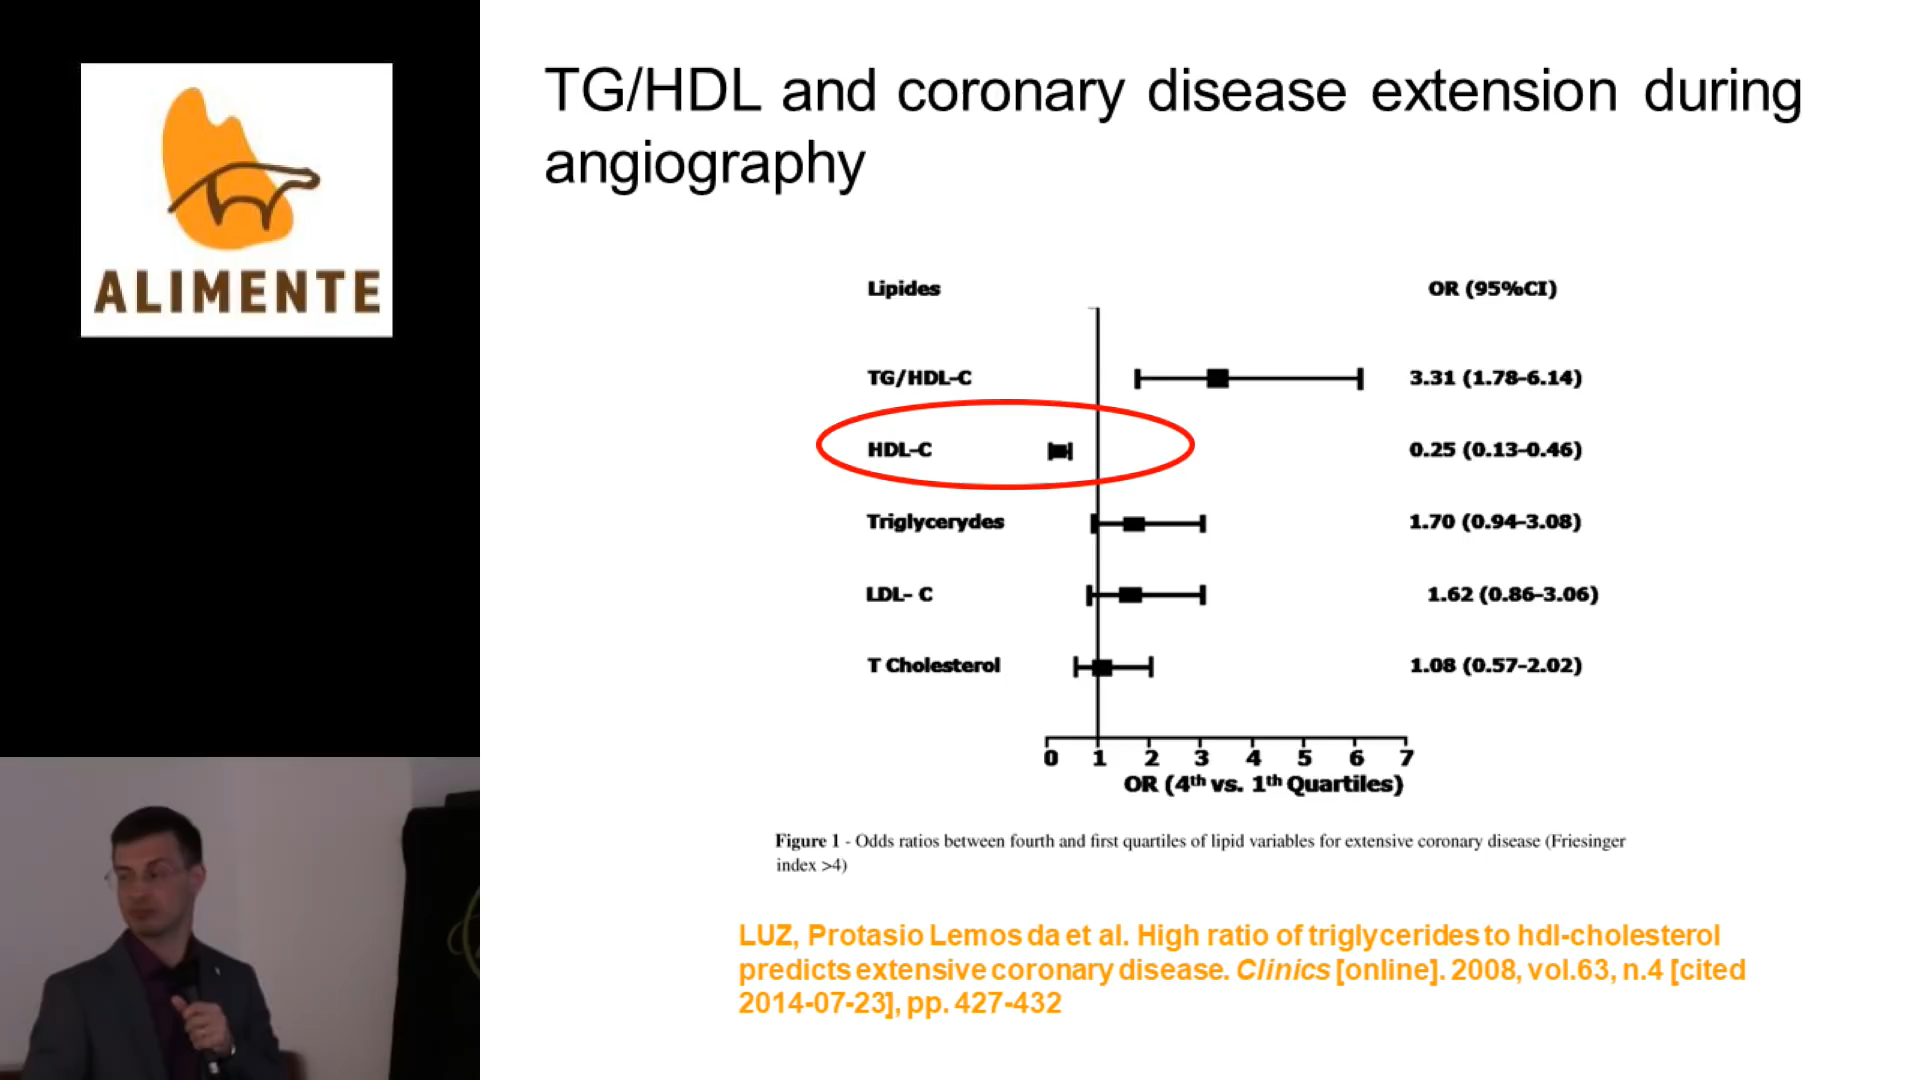 ALIMENTE
TG/HDL and coronary disease extension during
angiography
Lipides OR (95%CI)
TG/HDL-C 3.31 (1.78-6.14)
HDL-C 0.25 (0.13-0.46)
Triglycerydes 1.70 (0.94-3.08)
LDL- C 1.62 (0.86-3.06)
T Cholesterol 1.08 (0.57-2.02)
0 1 2 3 4 5 6 7
OR (4th vs. 1th Quartiles)
Figure 1 - Odds ratios between fourth and first quartiles of lipid variables for extensive coronary disease (Friesinger
index >4)
LUZ, Protasio Lemos da et al. High ratio of triglycerides to hdl-cholesterol
predicts extensive coronary disease. Clinics [online]. 2008, vol.63, n.4 [cited
2014-07-23], pp. 427-432